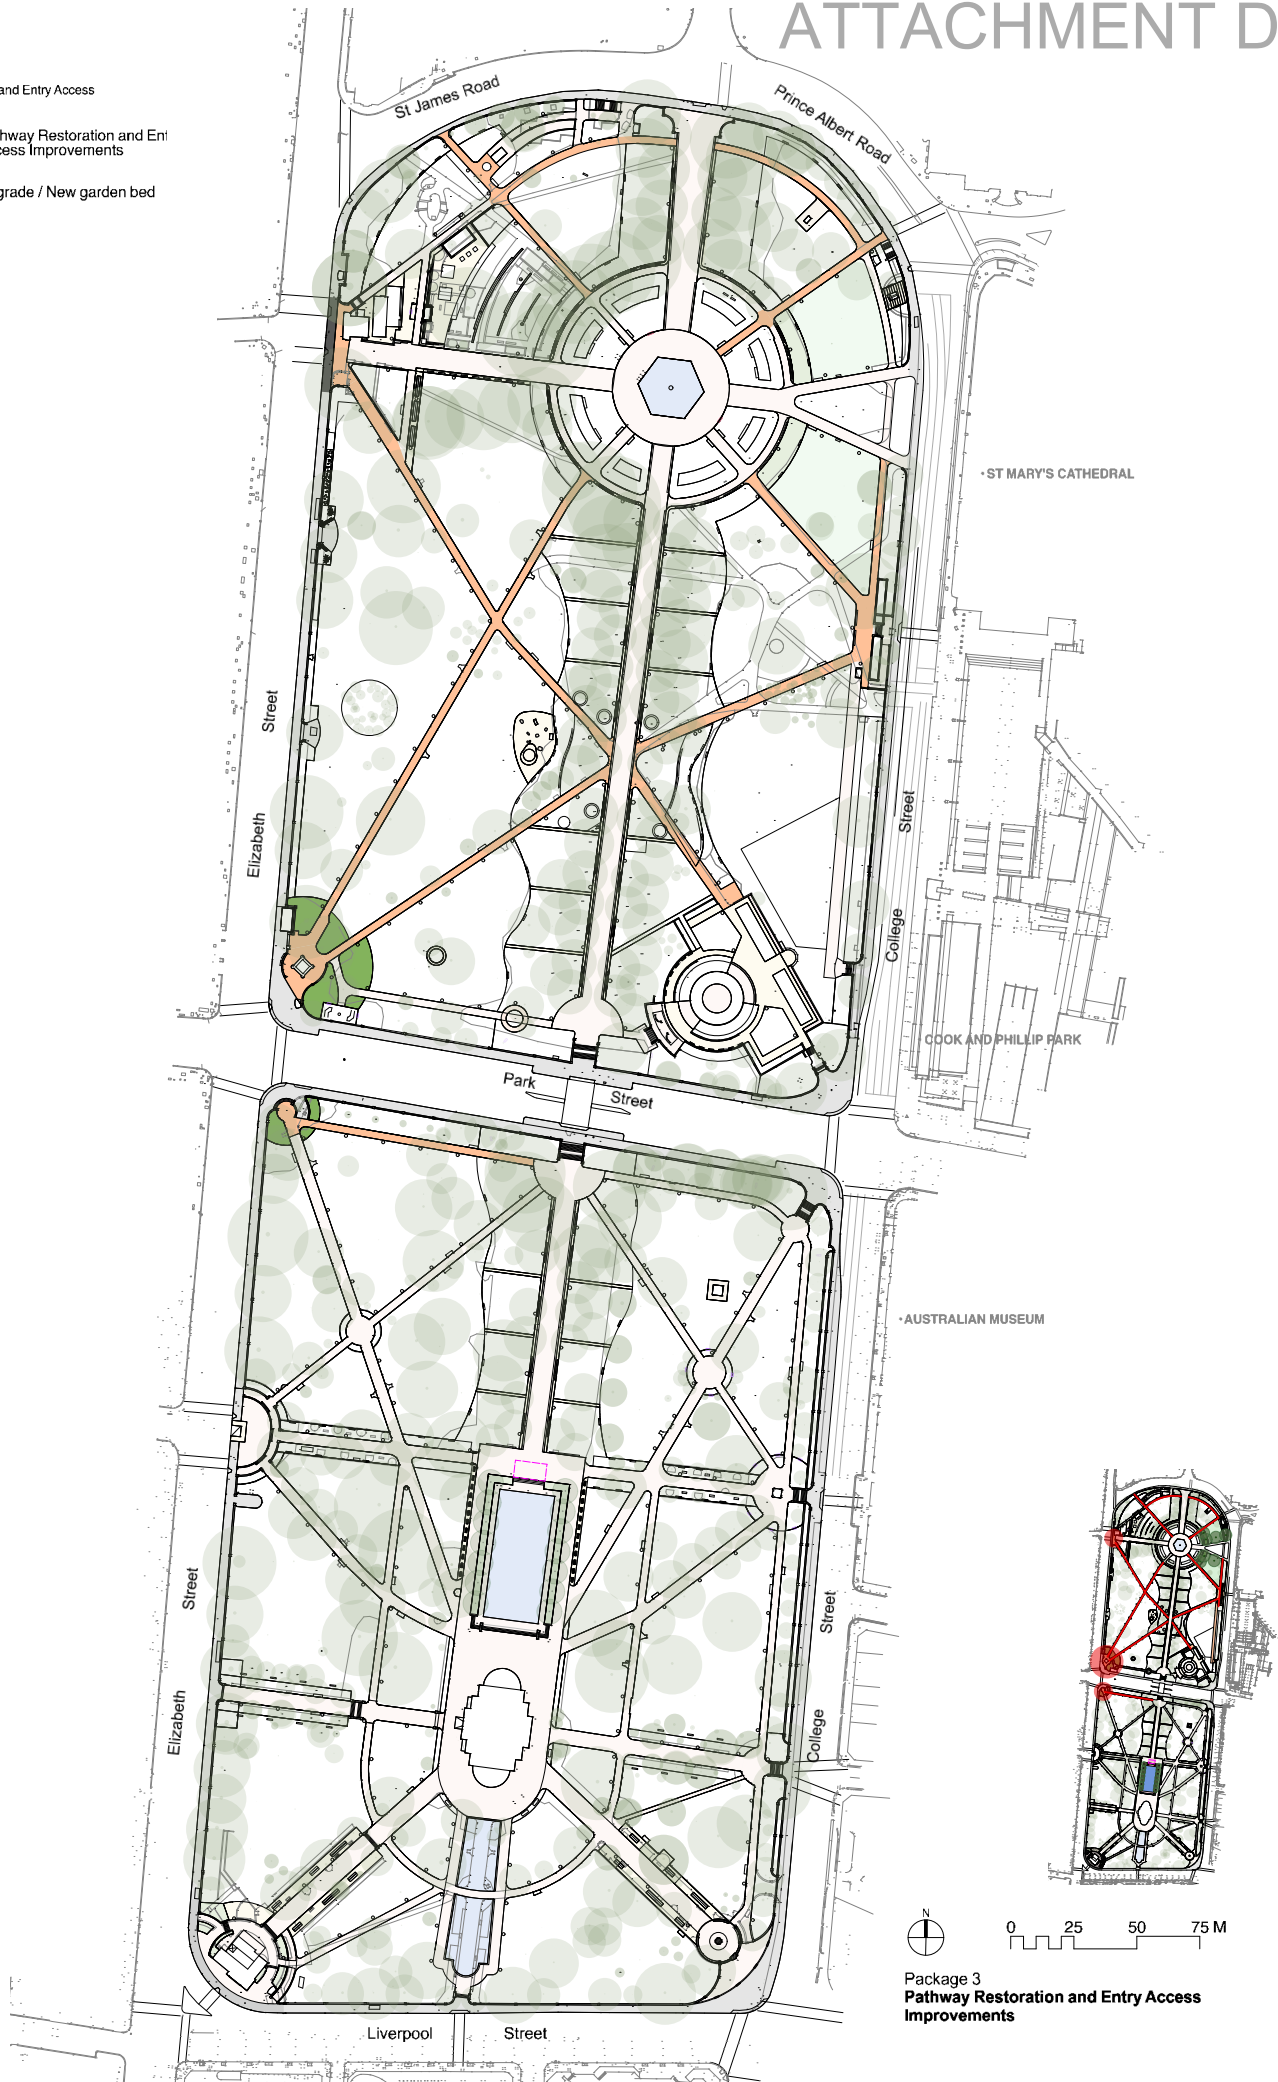 ATTACHMENT D
and Entry Access
St James Road
Prince Albert Road
hway Restoration and Ent
cess Improvements
grade / New garden bed
•ST MARY'S CATHEDRAL
Street
Elizabeth
Street
College
•COOK AND PHILLIP PARK
Park
Street
•AUSTRALIAN MUSEUM
Street
Elizabeth
Street
College
N
0 25 50 75 M
Package 3
Pathway Restoration and Entry Access
Improvements
Liverpool Street